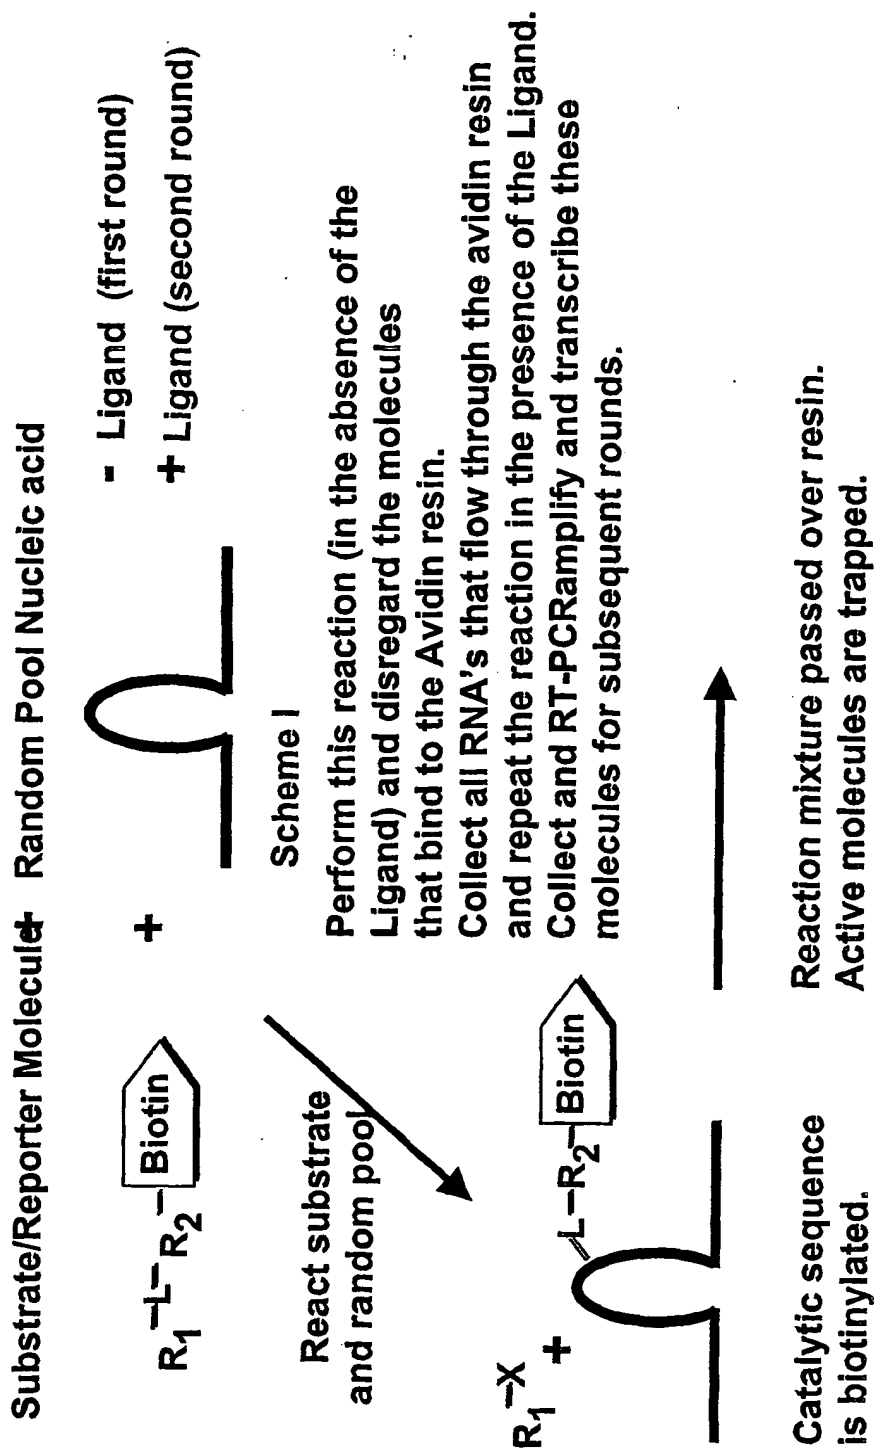 Substrate/Reporter Molecule+ Random Pool Nucleic acid
R1-L-R2-Biotin
+
- Ligand (first round)
+ Ligand (second round)
Scheme I
Perform this reaction (in the absence of the
Ligand) and disregard the molecules
that bind to the Avidin resin.
Collect all RNA's that flow through the avidin resin
and repeat the reaction in the presence of the Ligand.
Collect and RT-PCRamplify and transcribe these
molecules for subsequent rounds.
React substrate
and random pool
R1-X
+
L-R2-Biotin
Catalytic sequence
is biotinylated.
Reaction mixture passed over resin.
Active molecules are trapped.